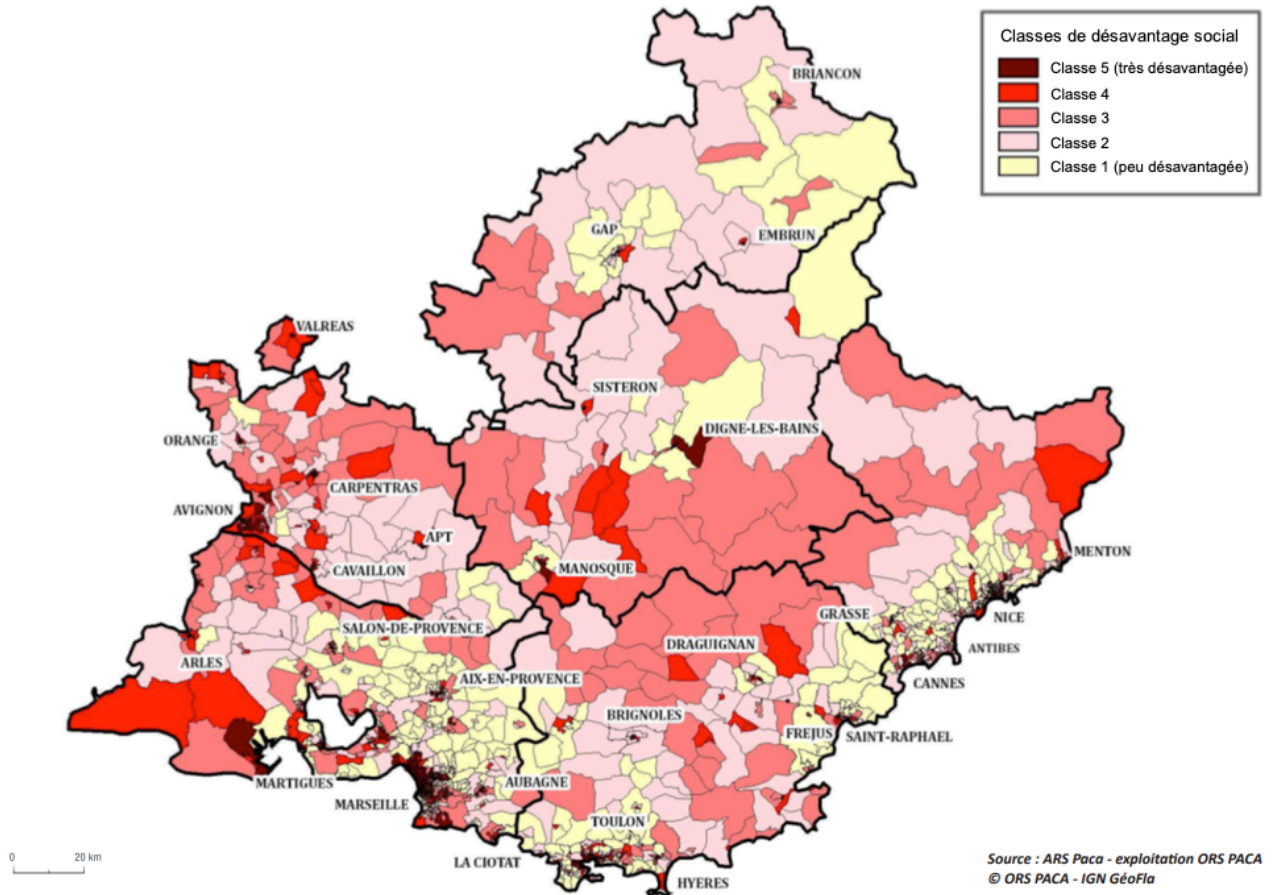 Classes de désavantage social
Classe 5 (très désavantagée)
Classe 4
Classe 3
Classe 2
Classe 1 (peu désavantagée)
BRIANCON
GAP
EMBRUN
VALREAS
SISTERON
DIGNE-LES-BAINS
ORANGE
CARPENTRAS
AVIGNON
APT
MENTON
CAVAILLON
MANOSQUE
GRASSE
NICE
SALON-DE-PROVENCE
DRAGUIGNAN
ANTIBES
ARLES
AIX-EN-PROVENCE
CANNES
BRIGNOLES
FREJUS
SAINT-RAPHAEL
MARTIGUES
AUBAGNE
MARSEILLE
TOULON
LA CIOTAT
HYERES
0 20 km
Source : ARS Paca - exploitation ORS PACA
© ORS PACA - IGN GéoFla